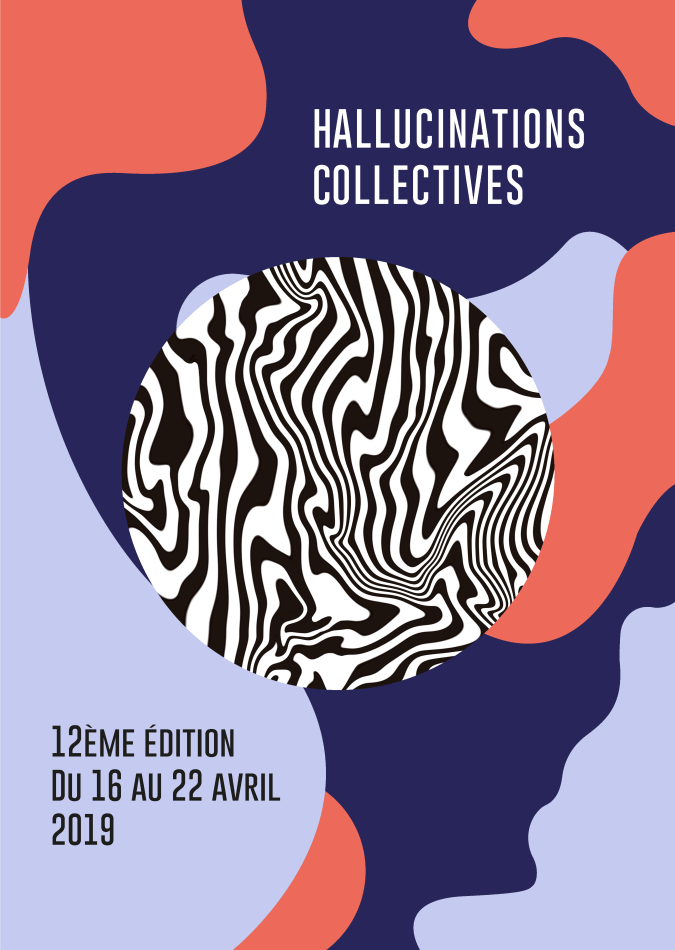 HALLUCINATIONS
COLLECTIVES
12ÈME ÉDITION
DU 16 AU 22 AVRIL
2019